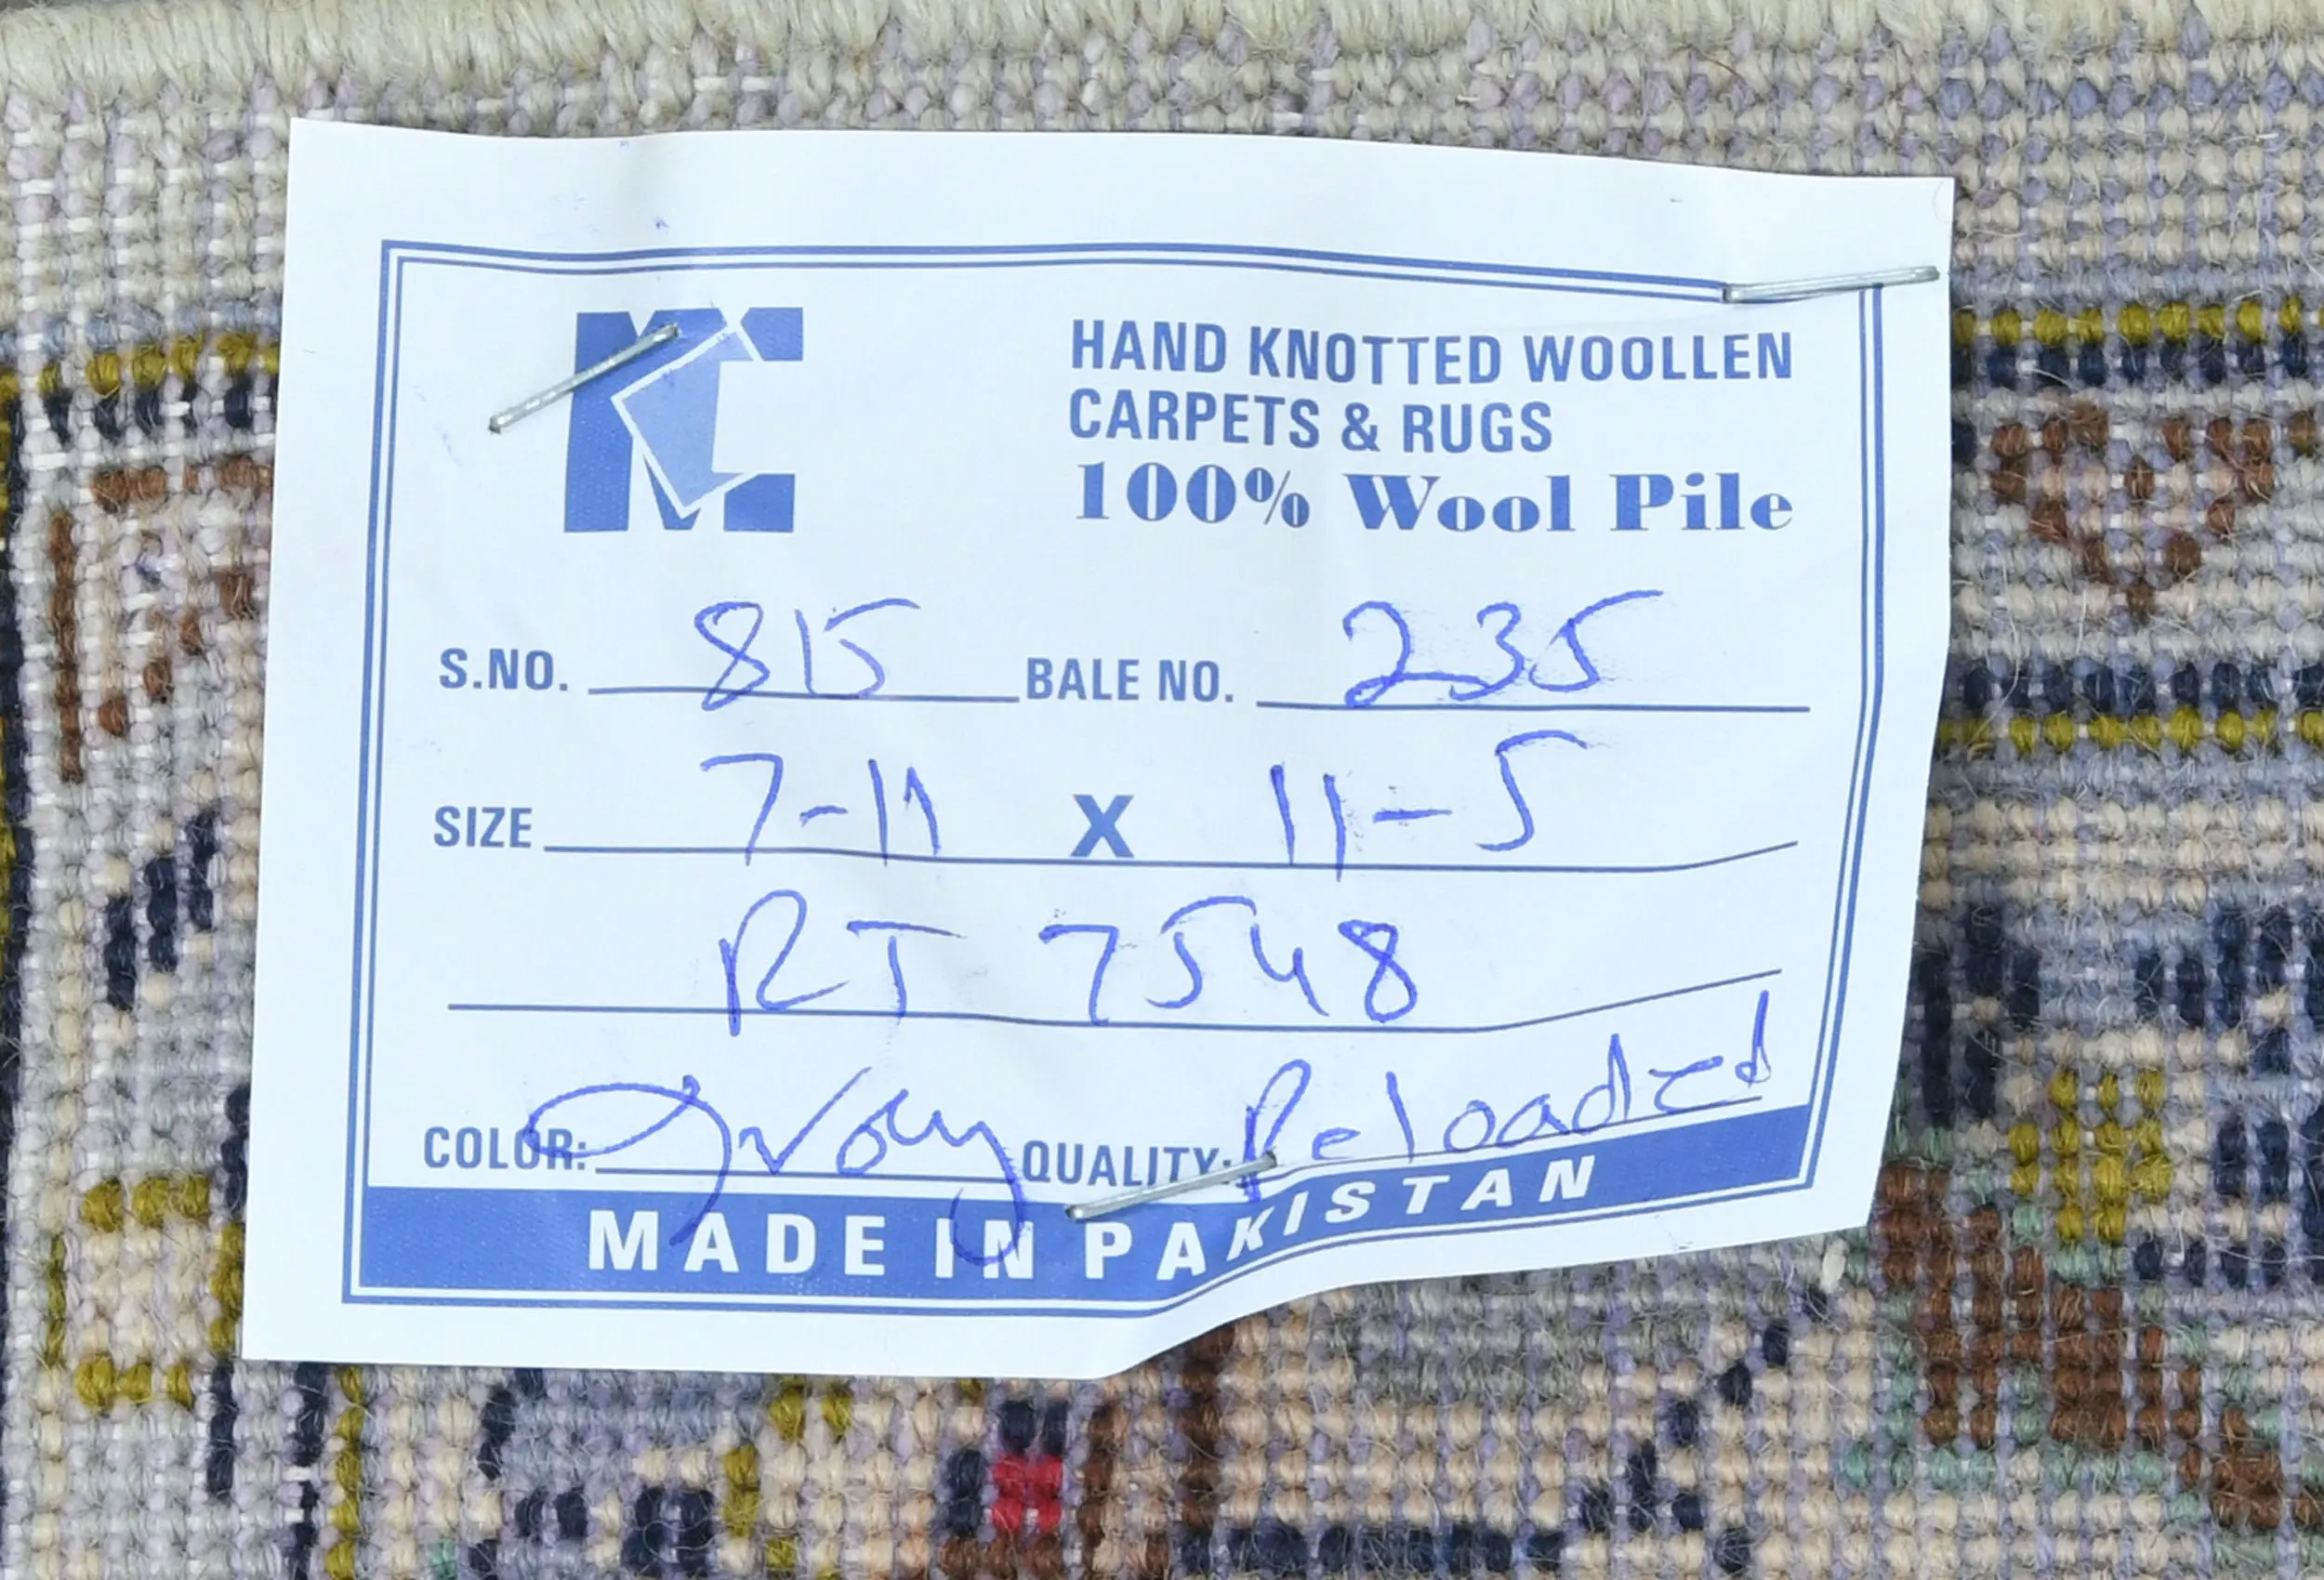 MC
HAND KNOTTED WOOLLEN
CARPETS & RUGS
100% Wool Pile
S.NO. 815 BALE NO. 235
SIZE 7-11 X 11-5
RT 7548
COLOR: Ivory QUALITY: Reloaded
MADE IN PAKISTAN